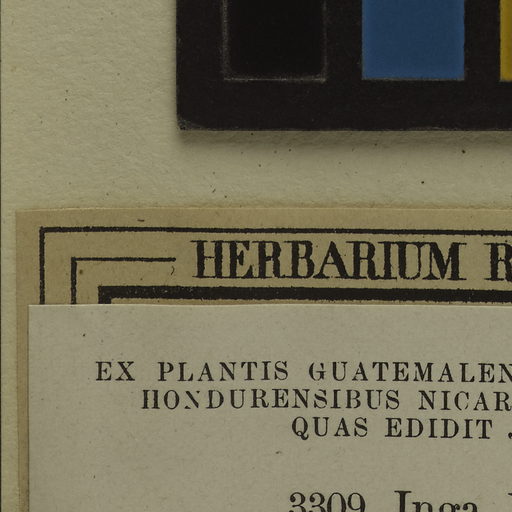 HERBARIUM
EX PLANTIS GUATEMALEN
HONDURENSIBUS NICAR
QUAS EDIDIT
3309 Inga